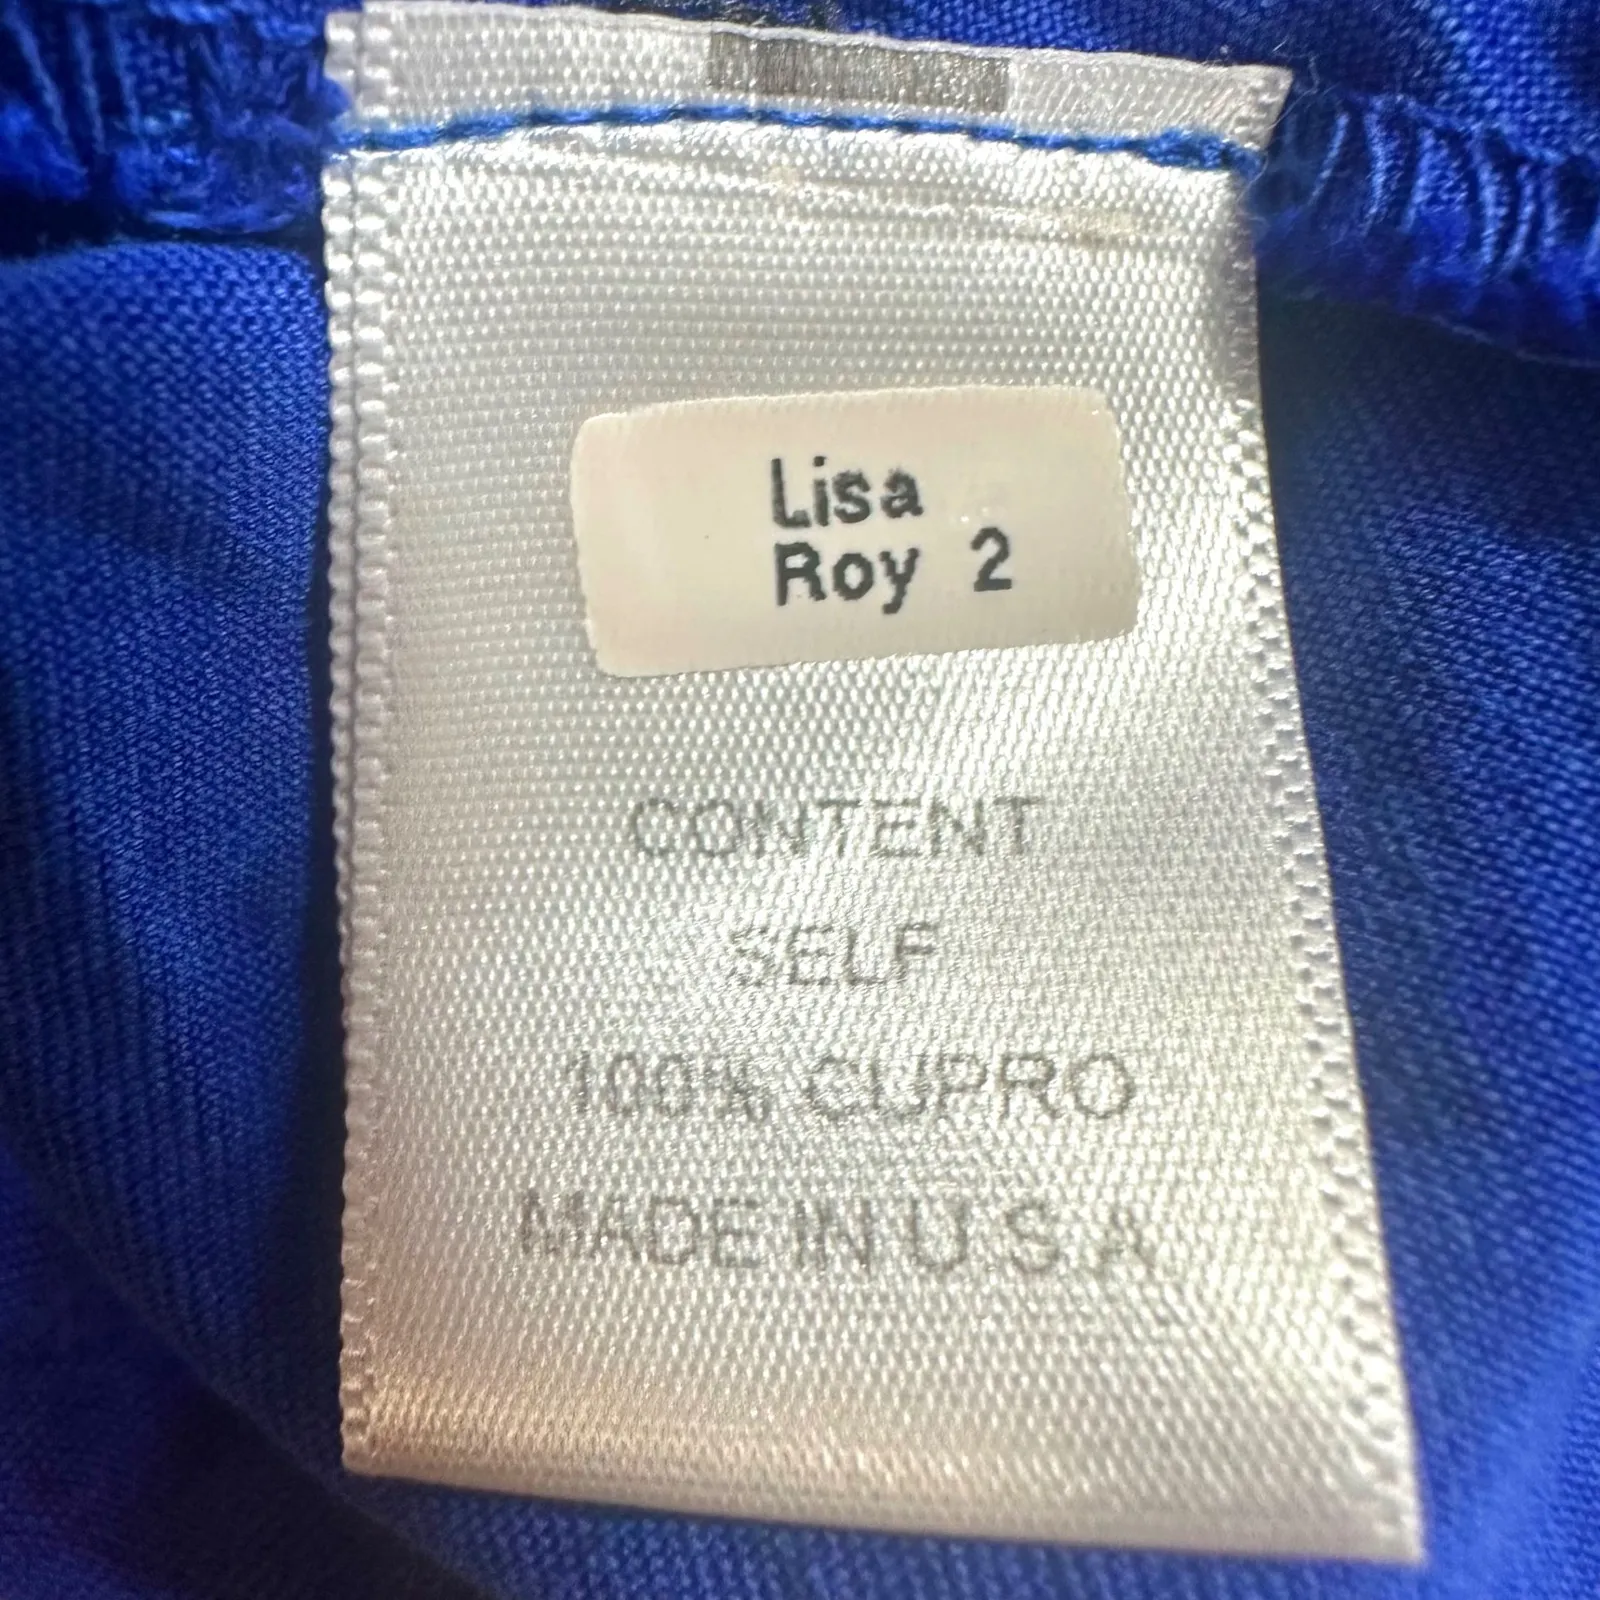 Lisa
Roy 2
CONTENT
SELF
100% CUPRO
MADE IN U.S.A